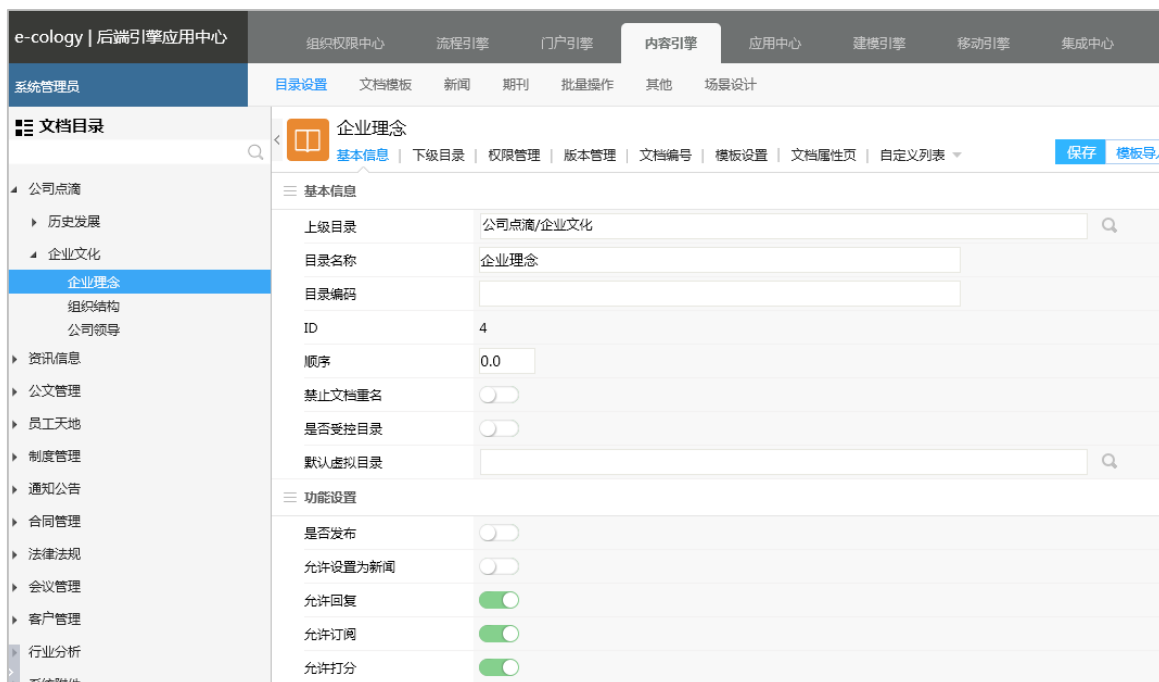 e-cology | 后端引擎应用中心
组织权限中心 流程引擎 门户引擎 内容引擎 应用中心 建模引擎 移动引擎 集成中心
系统管理员
目录设置 文档模板 新闻 期刊 批量操作 其他 场景设计
文档目录
公司点滴
历史发展
企业文化
企业理念
组织结构
公司领导
资讯信息
公文管理
员工天地
制度管理
通知公告
合同管理
法律法规
会议管理
客户管理
行业分析
企业理念
基本信息 | 下级目录 | 权限管理 | 版本管理 | 文档编号 | 模板设置 | 文档属性页 | 自定义列表
保存 模板导
基本信息
上级目录 公司点滴/企业文化
目录名称 企业理念
目录编码
ID 4
顺序 0.0
禁止文档重名
是否受控目录
默认虚拟目录
功能设置
是否发布
允许设置为新闻
允许回复
允许订阅
允许打分